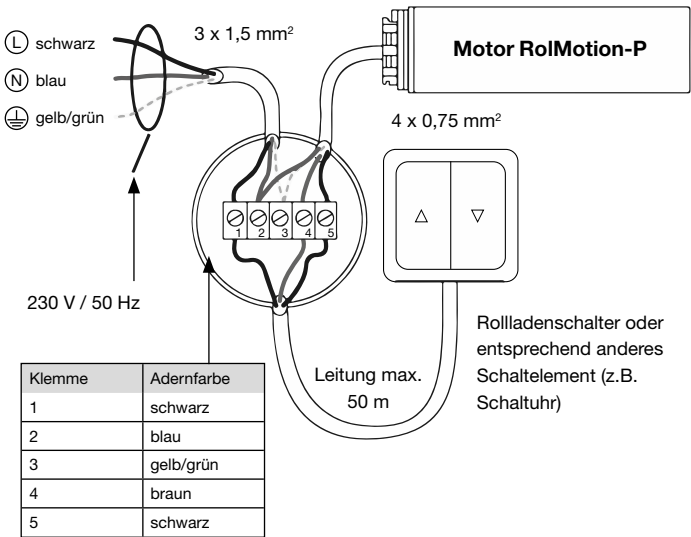 L schwarz
N blau
gelb/grün
3 x 1,5 mm²
Motor RolMotion-P
4 x 0,75 mm²
1 2 3 4 5
230 V / 50 Hz
Leitung max.
50 m
Rollladenschalter oder
entsprechend anderes
Schaltelement (z.B.
Schaltuhr)
Klemme Adernfarbe
1 schwarz
2 blau
3 gelb/grün
4 braun
5 schwarz